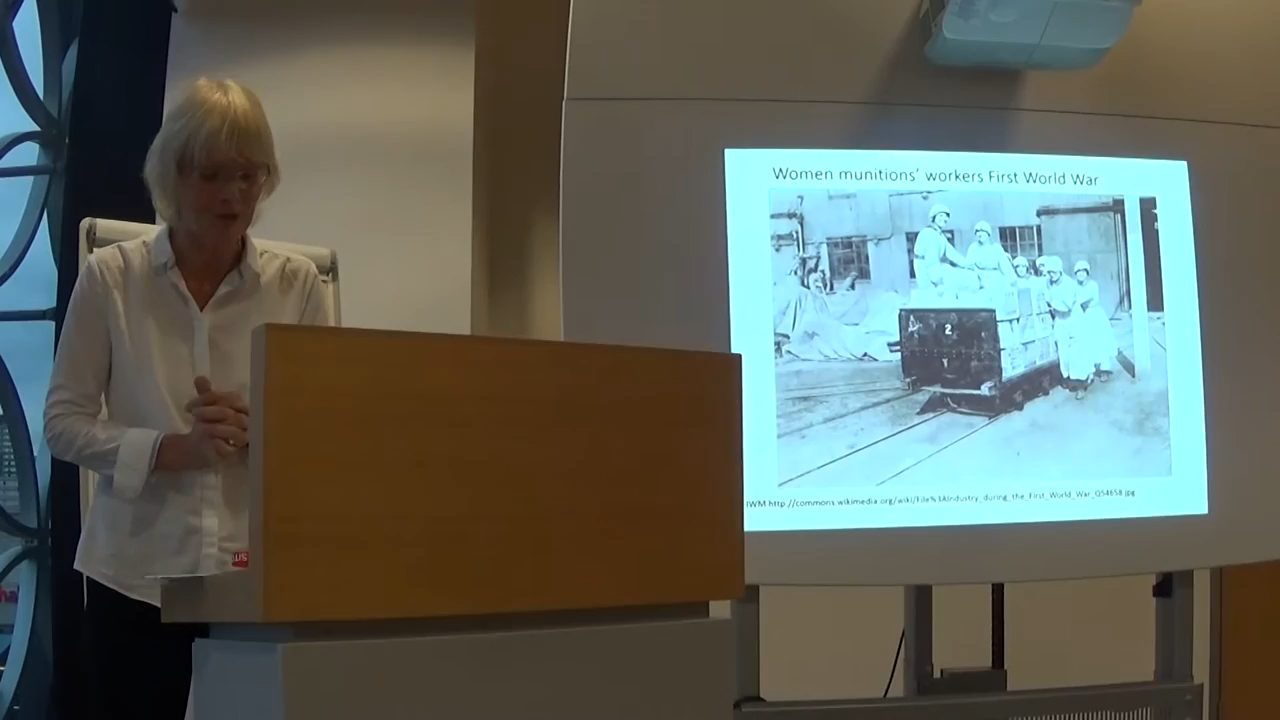 Women munitions' workers First World War
2
IWM http://commons.wikimedia.org/wiki/File%3AIndustry_during_the_First_World_War_Q54658.jpg